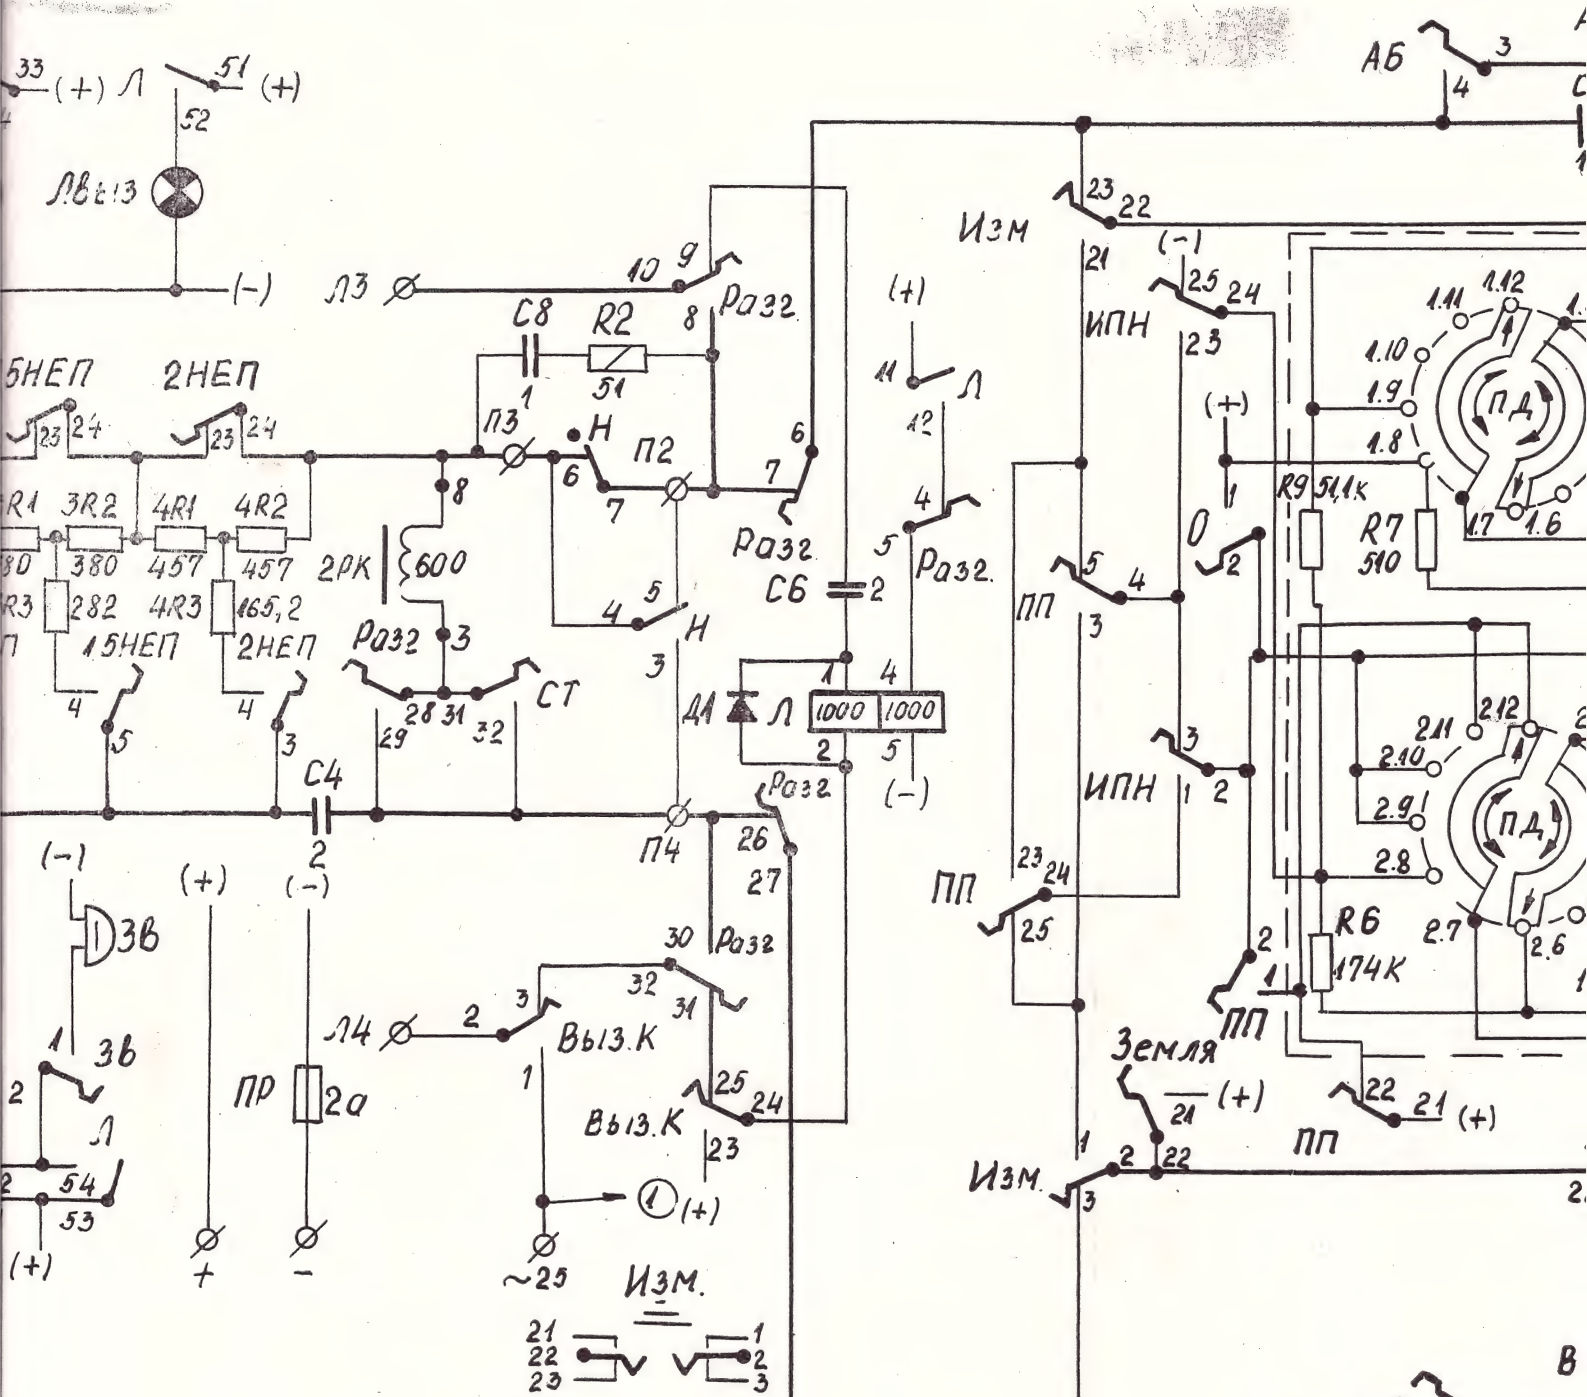 33 (+) Л 51 (+)
52
Лвыз
(-)
АБ 3
4
Л3 10 9
8 Разг
Изм 23 22
21
(-)
25 24
ИПН 23
С8 R2
1 51
(+)
11 Л
12
4
5 Разг.
1.12
1.11
1.10
1.9
1.8
1.7 1.6
ПД
5НЕП 2НЕП
23 24 23 24
П3 Н П2
6 7
7 6
Разг
(+)
1
О 2
R9 51,1к
R7
510
R1 3R2 4R1 4R2
380 457 457
R3 282 4R3 165,2
8
2РК 600
3
С6 2
5
4 Н
3
5
4
ПП 3
15НЕП 2НЕП
4 4
5 3
Разг
28 31 СТ
29 32
Д1 Л 1 4
1000 1000
2 5
(-)
3
ИПН 1 2
2.12
2.11
2.10
2.9
2.8
2.7 2.6
ПД
С4
2
П4
Разг
26
27
23 24
ПП 25
(-)
Зв
(+) (-)
30 Разг
32 31
2
1
ПП
R6
174К
Л4 2 3
Выз.К
1
1 Зв
2
Л
54
53
(+)
ПР 2а
+ -
25 24
Выз.К
23
1 (+)
~25
Земля
21 (+)
22
22 21 (+)
ПП
1
Изм. 2
3
Изм.
21 1
22 2
23 3
В